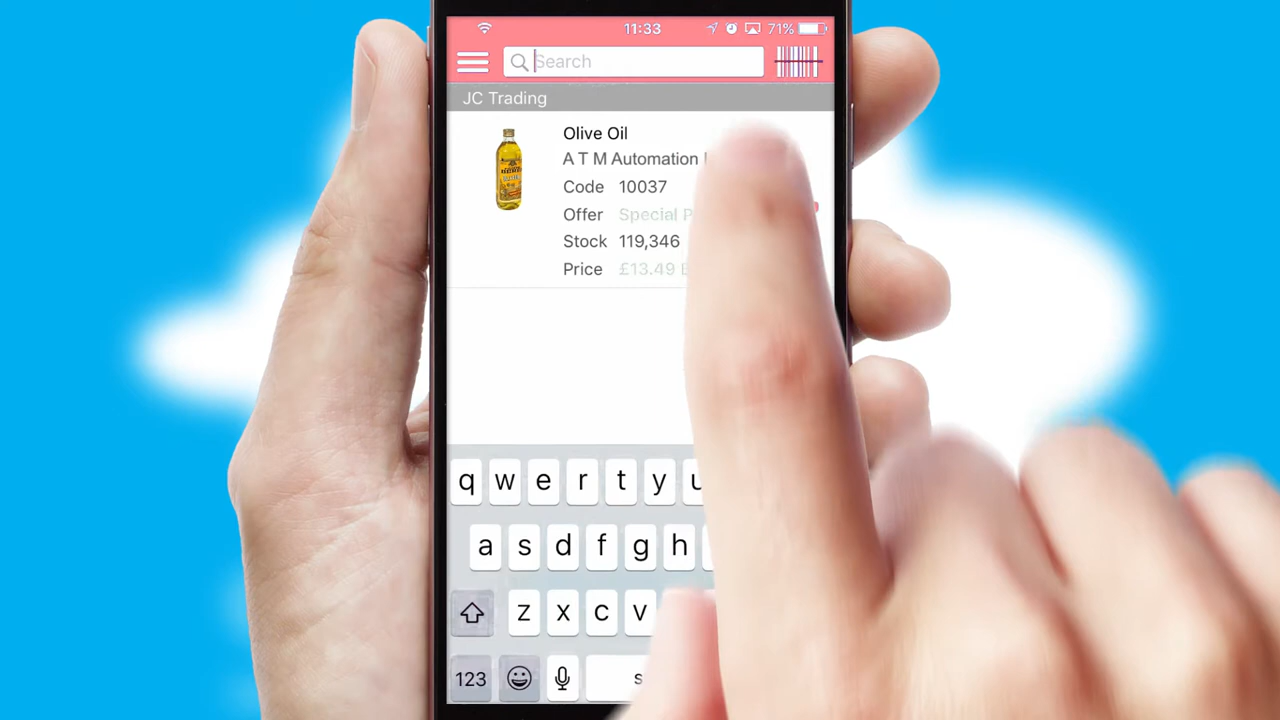 11:33 71%
Search
JC Trading
Olive Oil
A T M Automation
Code 10037
Offer Special
Stock 119,346
Price £13.49
q w e r t y u
a s d f g h
z x c v
123 s